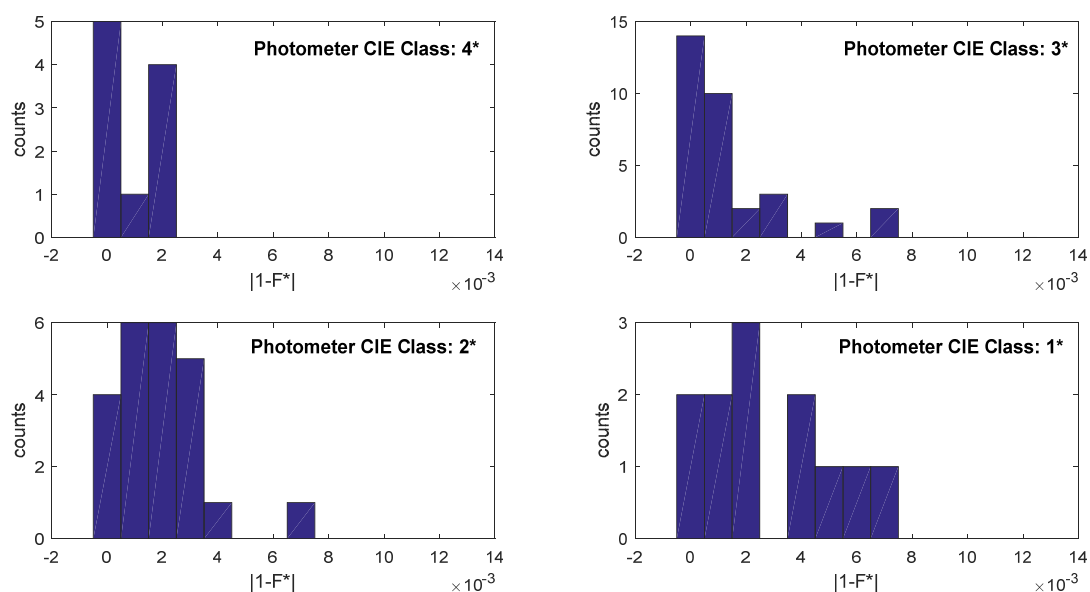 Photometer CIE Class: 4*
counts
5
4
3
2
1
0
-2 0 2 4 6 8 10 12 14
|1-F*|
×10-3
Photometer CIE Class: 3*
counts
15
10
5
0
-2 0 2 4 6 8 10 12 14
|1-F*|
×10-3
Photometer CIE Class: 2*
counts
6
4
2
0
-2 0 2 4 6 8 10 12 14
|1-F*|
×10-3
Photometer CIE Class: 1*
counts
3
2
1
0
-2 0 2 4 6 8 10 12 14
|1-F*|
×10-3